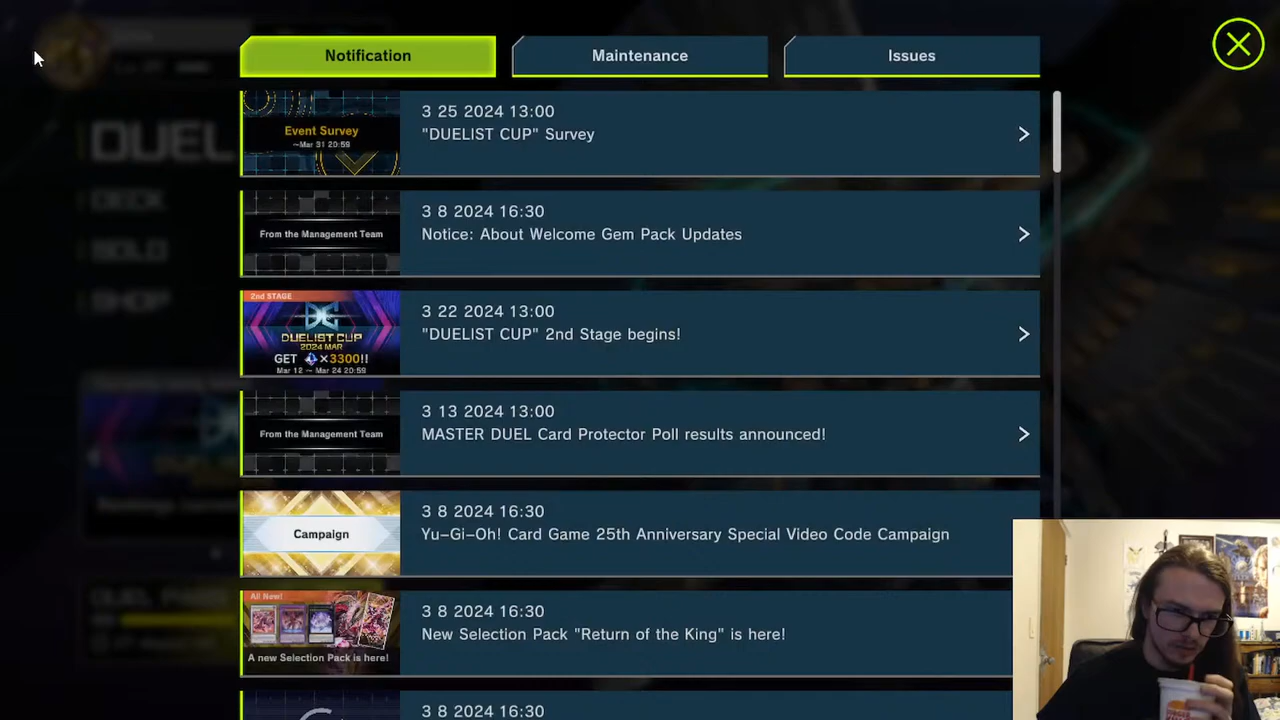 Notification
Maintenance
Issues
Event Survey
~Mar 31 20:59
3 25 2024 13:00
"DUELIST CUP" Survey
From the Management Team
3 8 2024 16:30
Notice: About Welcome Gem Pack Updates
2nd STAGE
DUELIST CUP
2024 MAR
GET ×3300!!
Mar 12 ~ Mar 24 20:59
3 22 2024 13:00
"DUELIST CUP" 2nd Stage begins!
From the Management Team
3 13 2024 13:00
MASTER DUEL Card Protector Poll results announced!
Campaign
3 8 2024 16:30
Yu-Gi-Oh! Card Game 25th Anniversary Special Video Code Campaign
All New!
A new Selection Pack is here!
3 8 2024 16:30
New Selection Pack "Return of the King" is here!
3 8 2024 16:30
DUEL
DECK
SOLO
SHOP